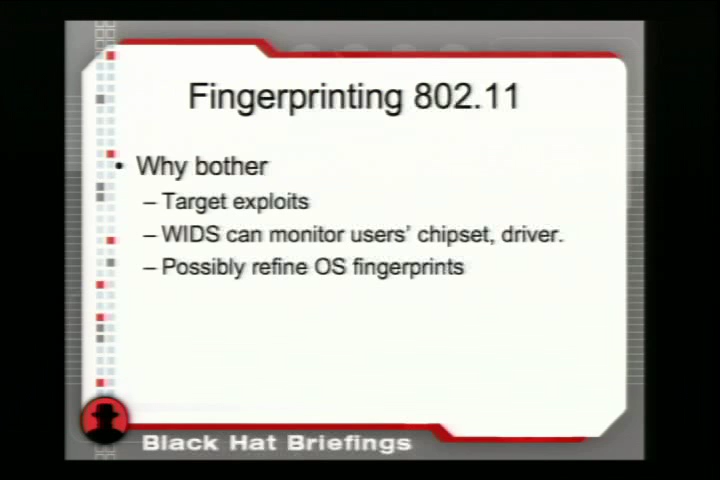 Fingerprinting 802.11
• Why bother
– Target exploits
– WIDS can monitor users' chipset, driver.
– Possibly refine OS fingerprints
Black Hat Briefings